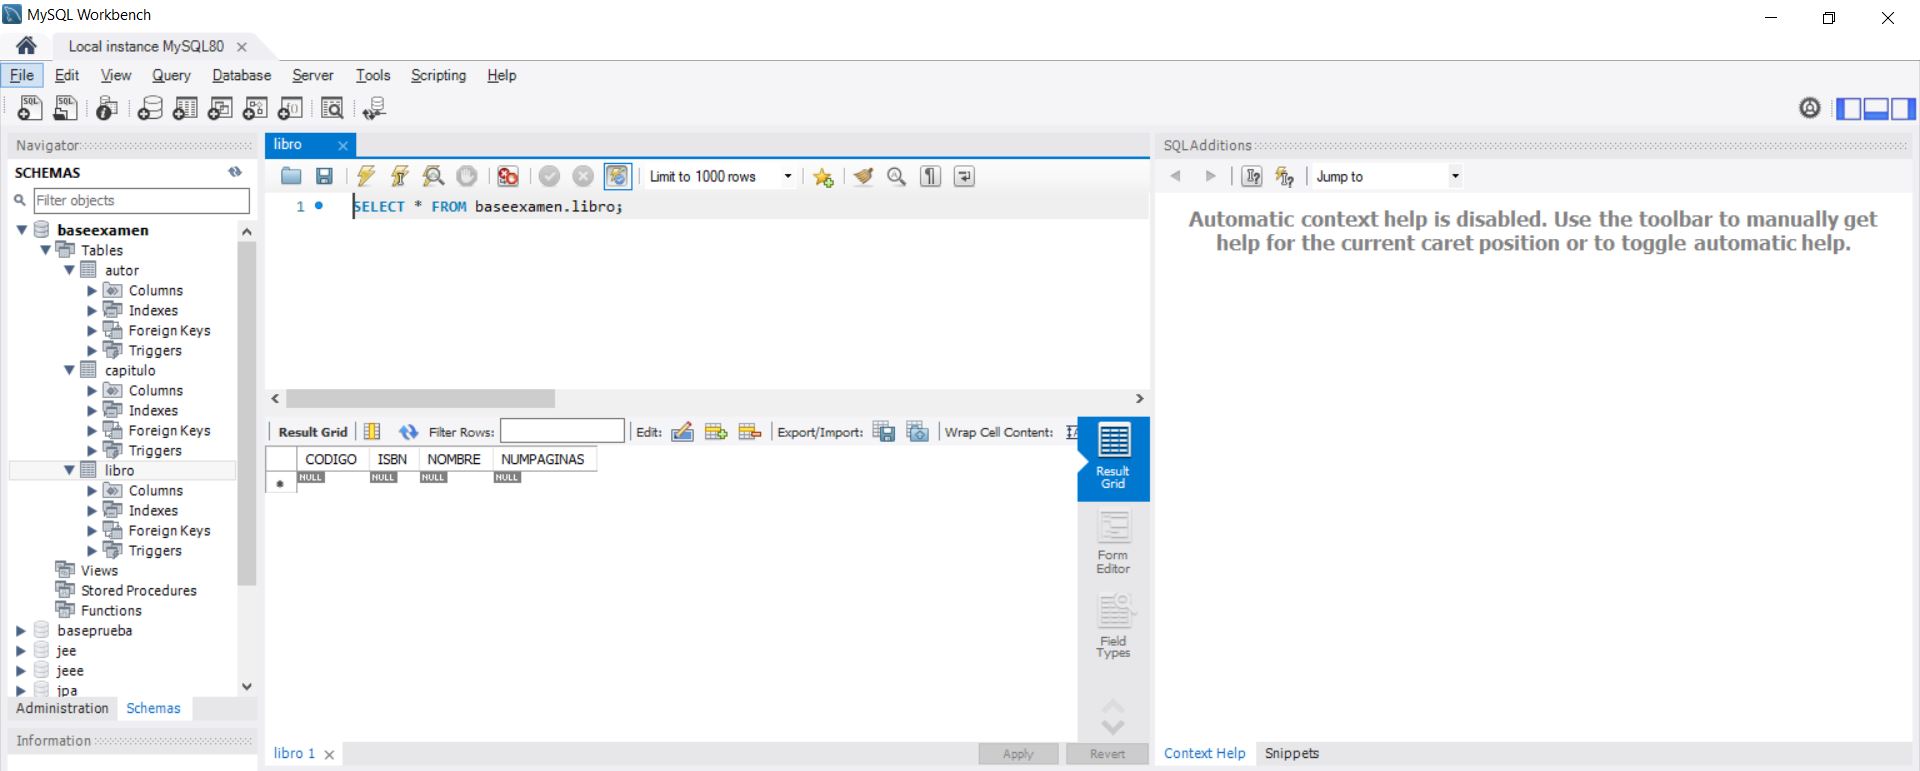 MySQL Workbench
Local instance MySQL80
File Edit View Query Database Server Tools Scripting Help
Navigator
SCHEMAS
Filter objects
baseexamen
Tables
autor
Columns
Indexes
Foreign Keys
Triggers
capitulo
Columns
Indexes
Foreign Keys
Triggers
libro
Columns
Indexes
Foreign Keys
Triggers
Views
Stored Procedures
Functions
baseprueba
jee
jeee
jpa
Administration Schemas
Information
libro
Limit to 1000 rows
1 SELECT * FROM baseexamen.libro;
Result Grid Filter Rows: Edit: Export/Import: Wrap Cell Content:
CODIGO ISBN NOMBRE NUMPAGINAS
NULL NULL NULL NULL
Result
Grid
Form
Editor
Field
Types
libro 1
Apply Revert
SQLAdditions
Jump to
Automatic context help is disabled. Use the toolbar to manually get
help for the current caret position or to toggle automatic help.
Context Help Snippets